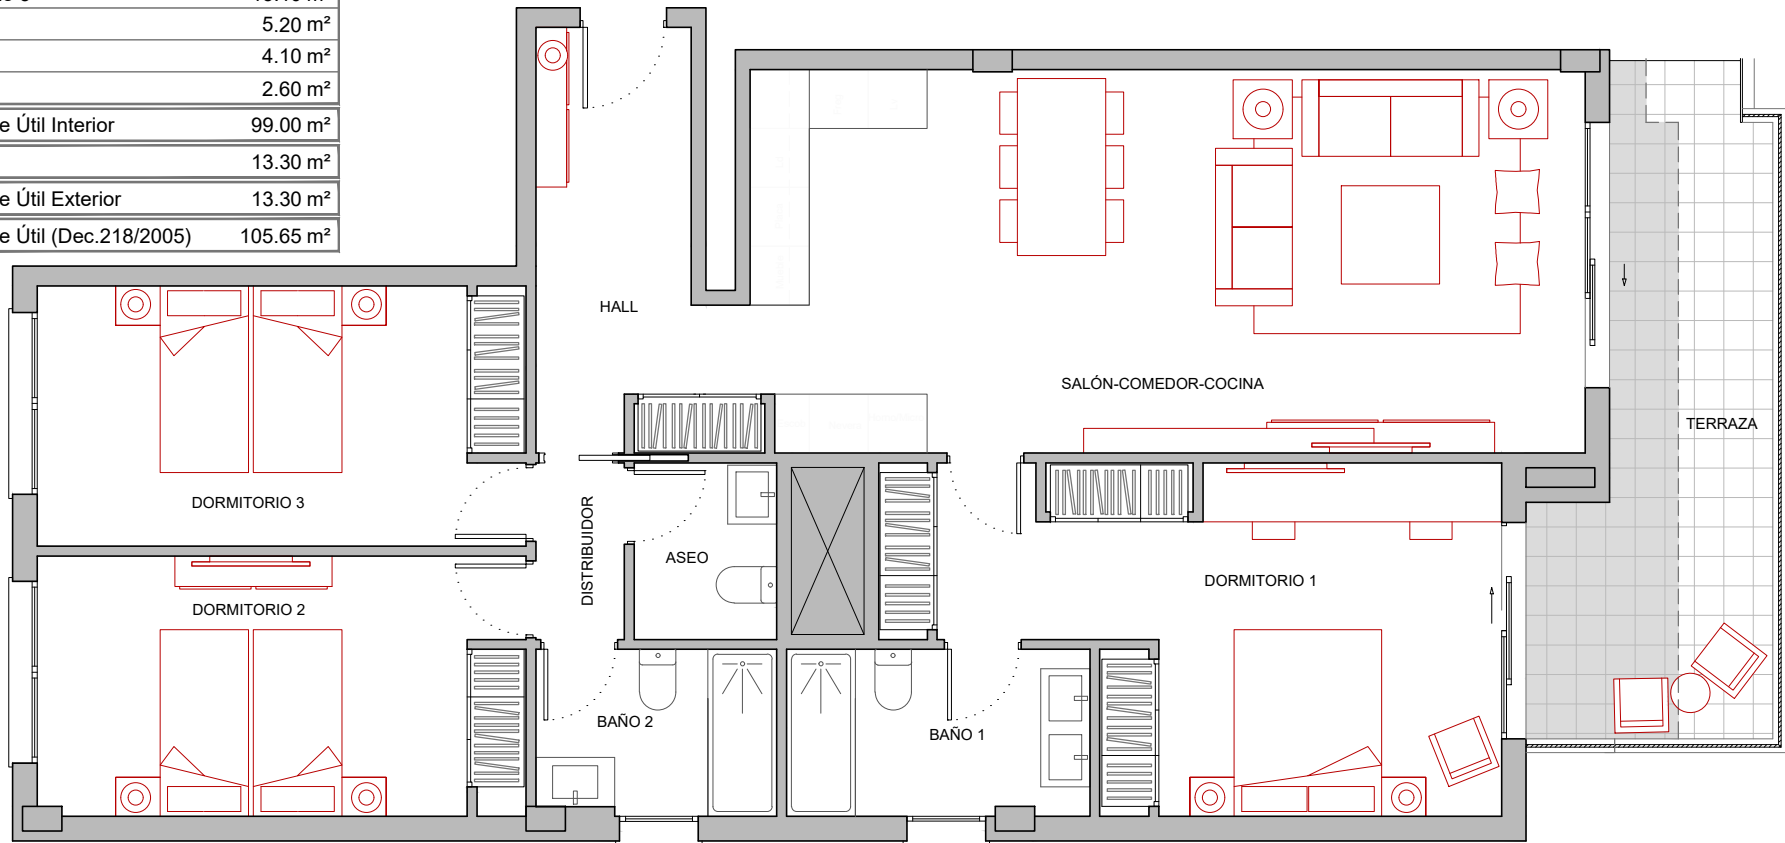 5.20 m²
4.10 m²
2.60 m²
e Útil Interior 99.00 m²
13.30 m²
e Útil Exterior 13.30 m²
e Útil (Dec.218/2005) 105.65 m²
HALL
SALÓN-COMEDOR-COCINA
TERRAZA
DORMITORIO 3
DISTRIBUIDOR
ASEO
DORMITORIO 1
DORMITORIO 2
BAÑO 2
BAÑO 1